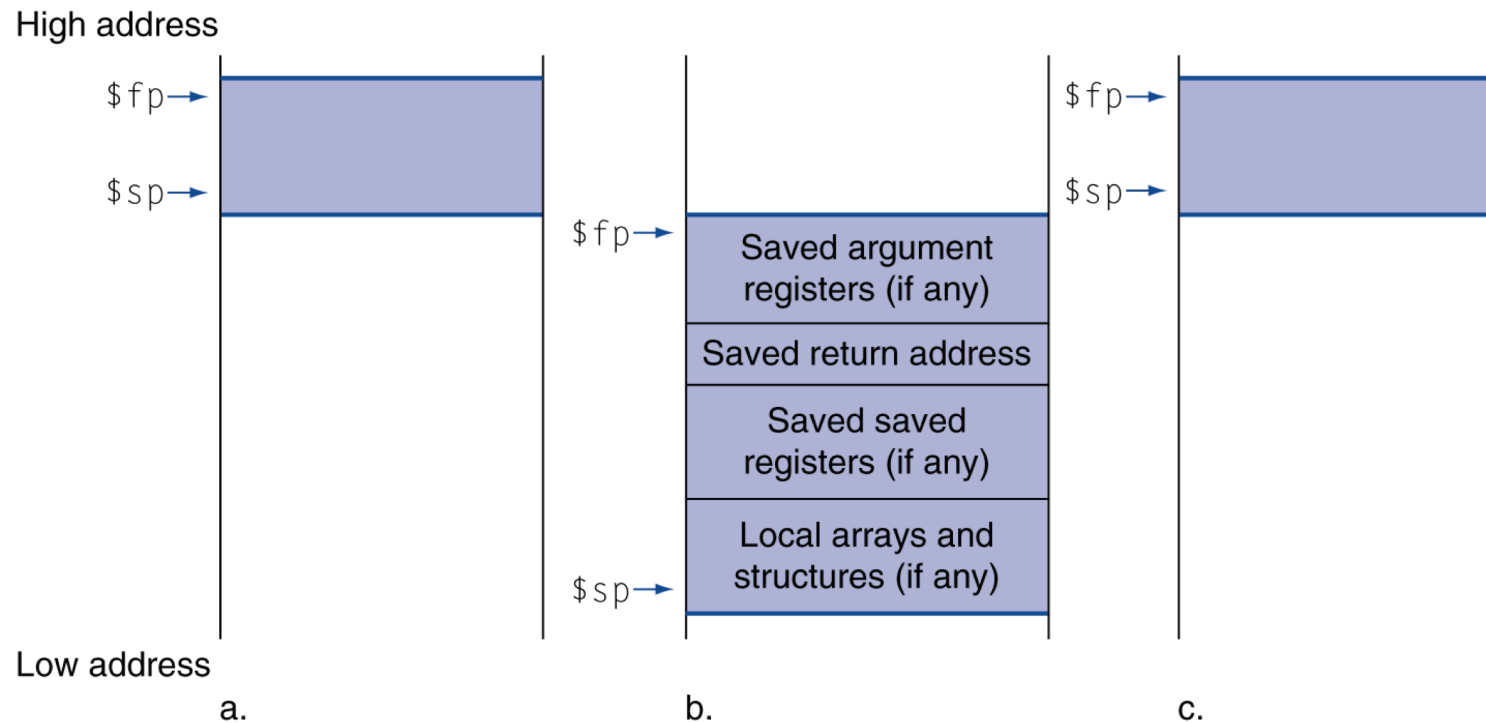 High address
$fp
$sp
$fp
Saved argument
registers (if any)
Saved return address
Saved saved
registers (if any)
Local arrays and
structures (if any)
$sp
$fp
$sp
Low address
a.
b.
c.